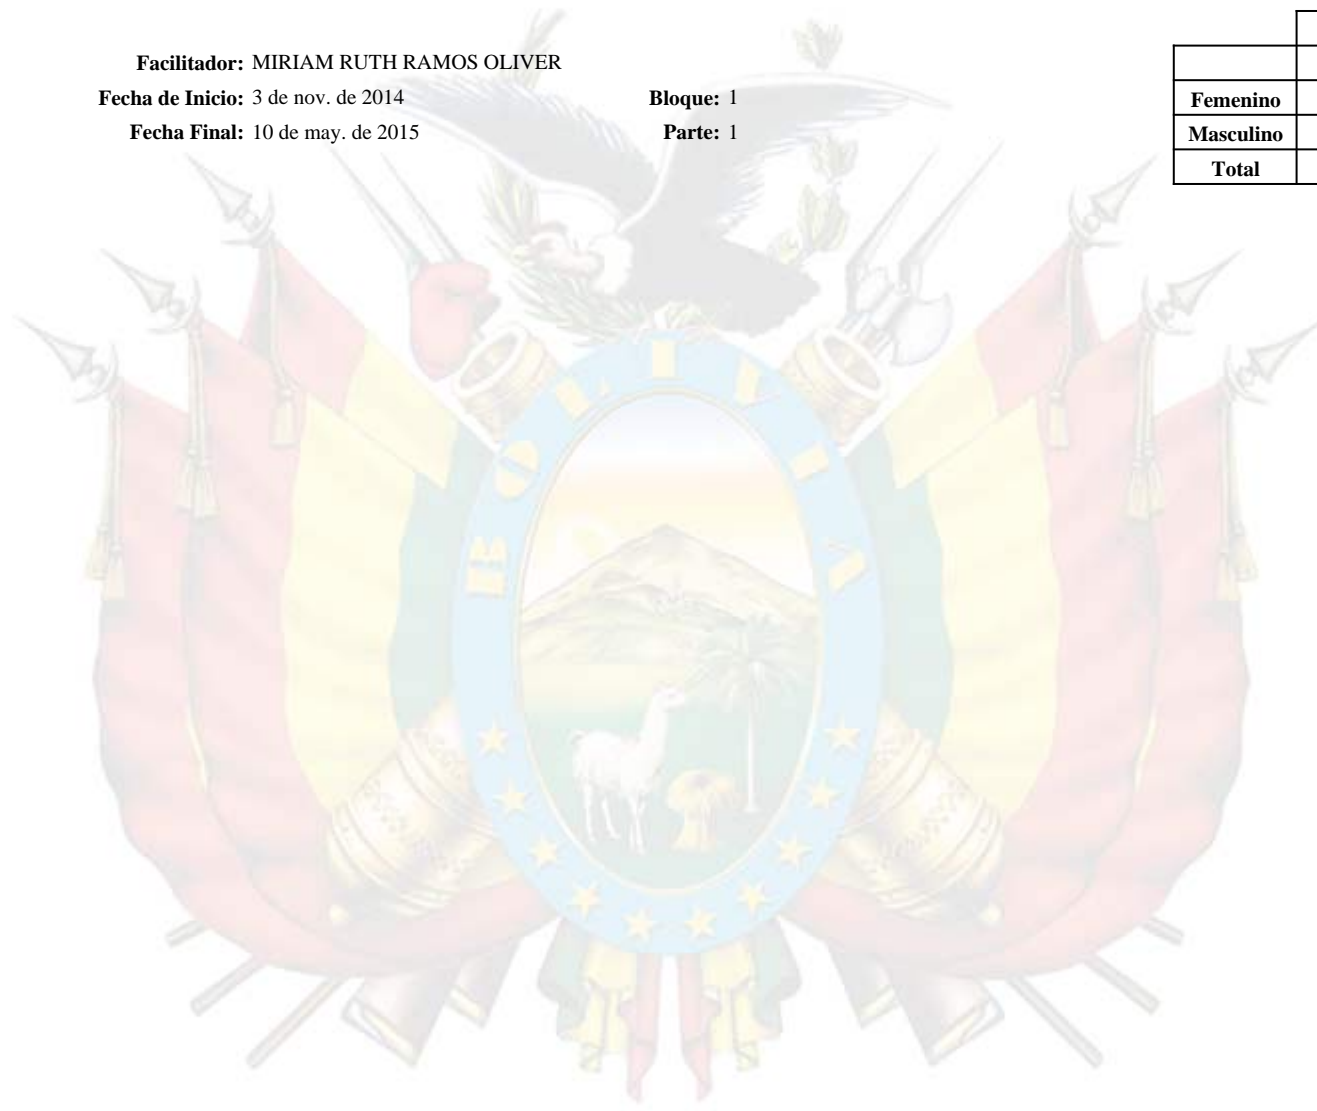 Facilitador: MIRIAM RUTH RAMOS OLIVER
Fecha de Inicio: 3 de nov. de 2014 Bloque: 1
Fecha Final: 10 de may. de 2015 Parte: 1
Femenino
Masculino
Total
BOLIVIA